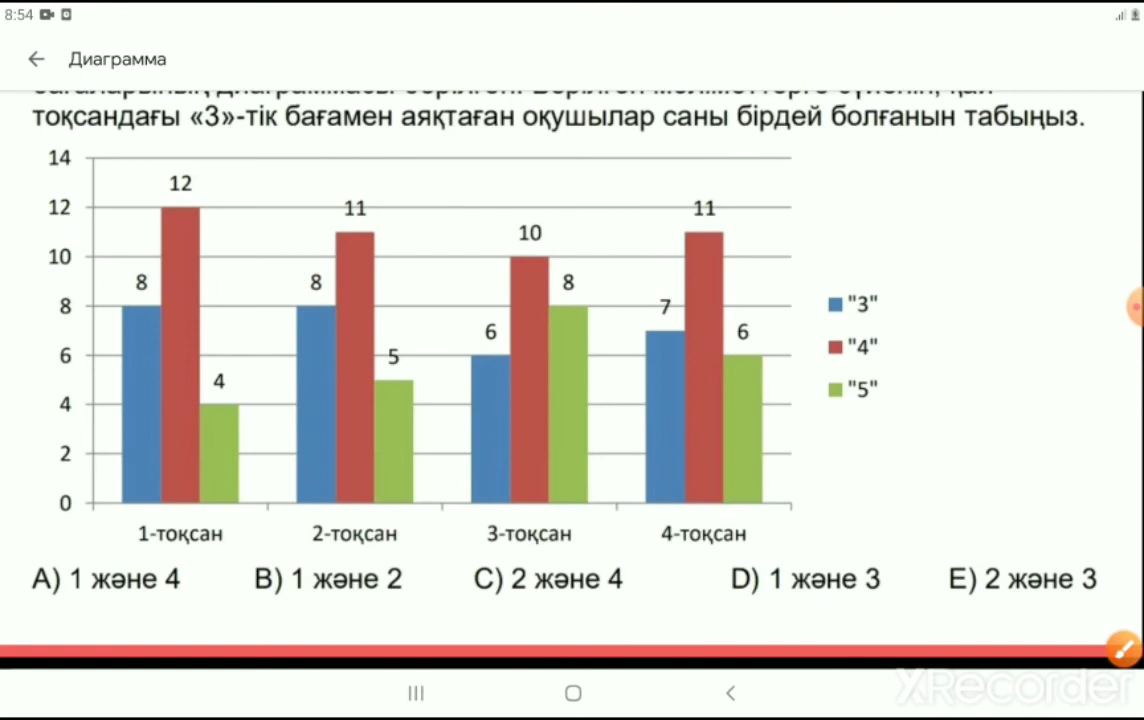 8:54
Диаграмма
тоқсандағы «3»-тік бағамен аяқтаған оқушылар саны бірдей болғанын табыңыз.
14
12
10
8
6
4
2
0
8 12 4
8 11 5
6 10 8
7 11 6
"3"
"4"
"5"
1-тоқсан 2-тоқсан 3-тоқсан 4-тоқсан
A) 1 және 4 B) 1 және 2 C) 2 және 4 D) 1 және 3 E) 2 және 3
XRecorder